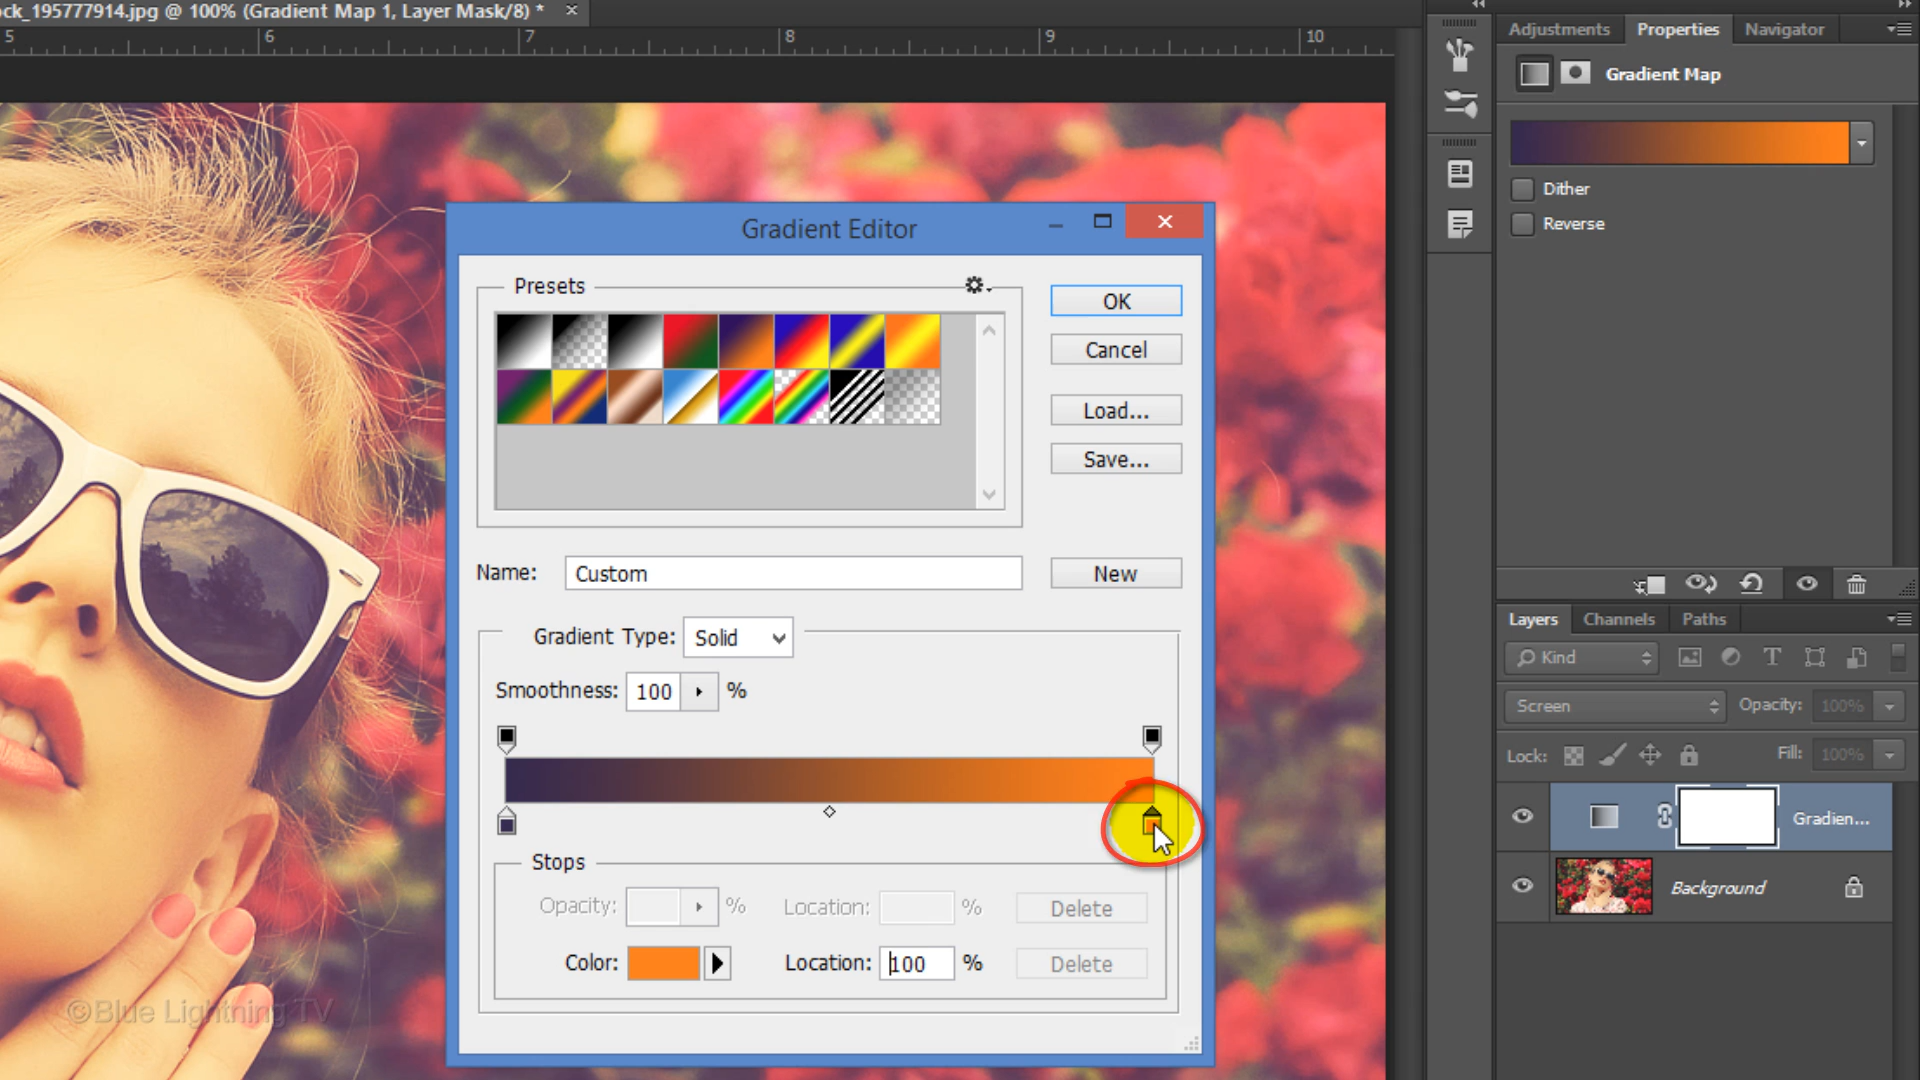 ck_195777914.jpg @ 100% (Gradient Map 1, Layer Mask/8) *
5 6 7 8 9 10
Adjustments Properties Navigator
Gradient Map
Dither
Reverse
Gradient Editor
Presets
OK
Cancel
Load...
Save...
Name: Custom New
Gradient Type: Solid
Smoothness: 100 %
Stops
Opacity: % Location: % Delete
Color: Location: 100 % Delete
Layers Channels Paths
Kind
Screen Opacity: 100%
Lock: Fill: 100%
Gradien...
Background
©Blue Lightning TV